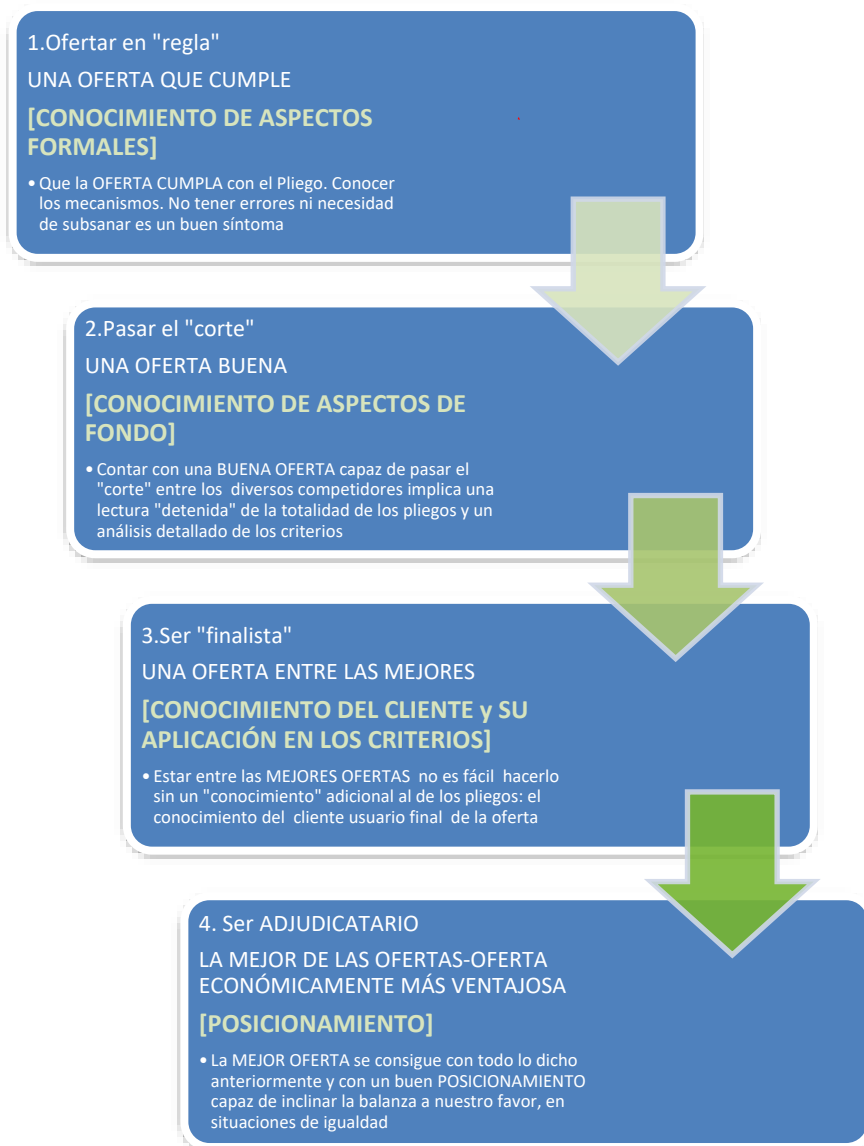 1.Ofertar en "regla"
UNA OFERTA QUE CUMPLE
[CONOCIMIENTO DE ASPECTOS
FORMALES]
• Que la OFERTA CUMPLA con el Pliego. Conocer
los mecanismos. No tener errores ni necesidad
de subsanar es un buen síntoma
2.Pasar el "corte"
UNA OFERTA BUENA
[CONOCIMIENTO DE ASPECTOS DE
FONDO]
• Contar con una BUENA OFERTA capaz de pasar el
"corte" entre los diversos competidores implica una
lectura "detenida" de la totalidad de los pliegos y un
análisis detallado de los criterios
3.Ser "finalista"
UNA OFERTA ENTRE LAS MEJORES
[CONOCIMIENTO DEL CLIENTE y SU
APLICACIÓN EN LOS CRITERIOS]
• Estar entre las MEJORES OFERTAS no es fácil hacerlo
sin un "conocimiento" adicional al de los pliegos: el
conocimiento del cliente usuario final de la oferta
4. Ser ADJUDICATARIO
LA MEJOR DE LAS OFERTAS-OFERTA
ECONÓMICAMENTE MÁS VENTAJOSA
[POSICIONAMIENTO]
• La MEJOR OFERTA se consigue con todo lo dicho
anteriormente y con un buen POSICIONAMIENTO
capaz de inclinar la balanza a nuestro favor, en
situaciones de igualdad